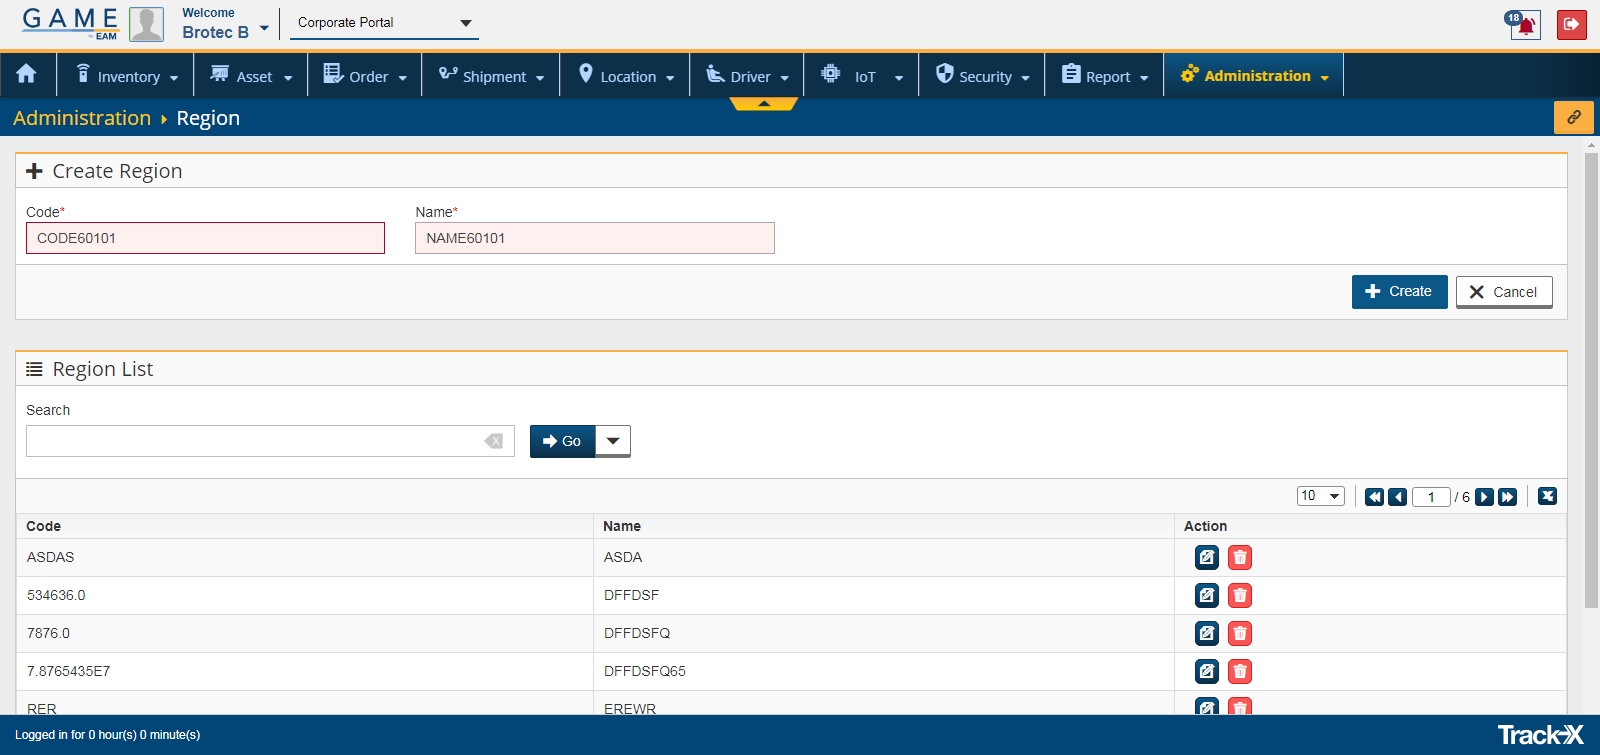 GAME
BY EAM
Welcome
Brotec B
Corporate Portal
18
Inventory
Asset
Order
Shipment
Location
Driver
IoT
Security
Report
Administration
Administration Region
Create Region
Code*
Name*
CODE60101
NAME60101
Create
Cancel
Region List
Search
Go
10
1 / 6
Code Name Action
ASDAS ASDA
534636.0 DFFDSF
7876.0 DFFDSFQ
7.8765435E7 DFFDSFQ65
RER EREWR
Logged in for 0 hour(s) 0 minute(s)
Track-X